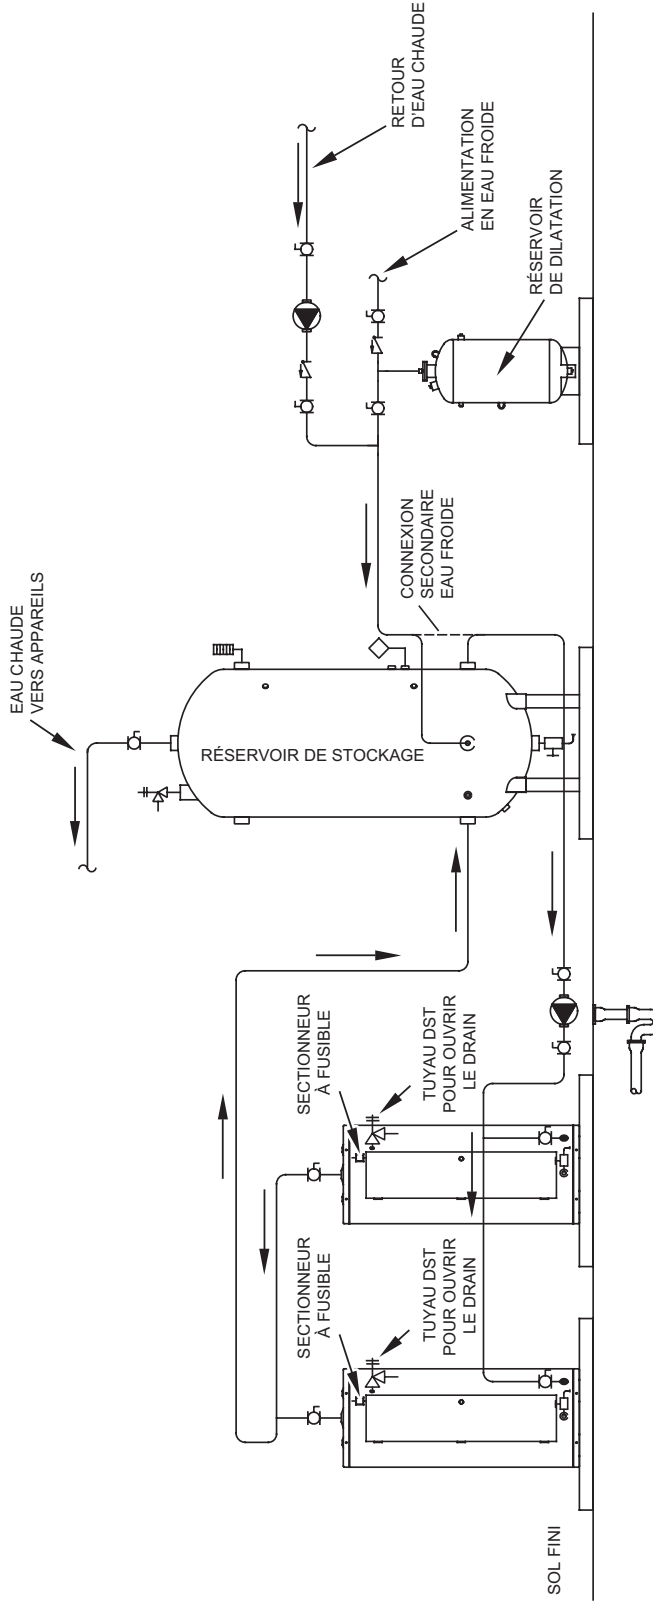 EAU CHAUDE
VERS APPAREILS
RETOUR
D'EAU CHAUDE
ALIMENTATION
EN EAU FROIDE
RÉSERVOIR
DE DILATATION
CONNEXION
SECONDAIRE
EAU FROIDE
RÉSERVOIR DE STOCKAGE
SECTIONNEUR
À FUSIBLE
TUYAU DST
POUR OUVRIR
LE DRAIN
SECTIONNEUR
À FUSIBLE
TUYAU DST
POUR OUVRIR
LE DRAIN
SOL FINI